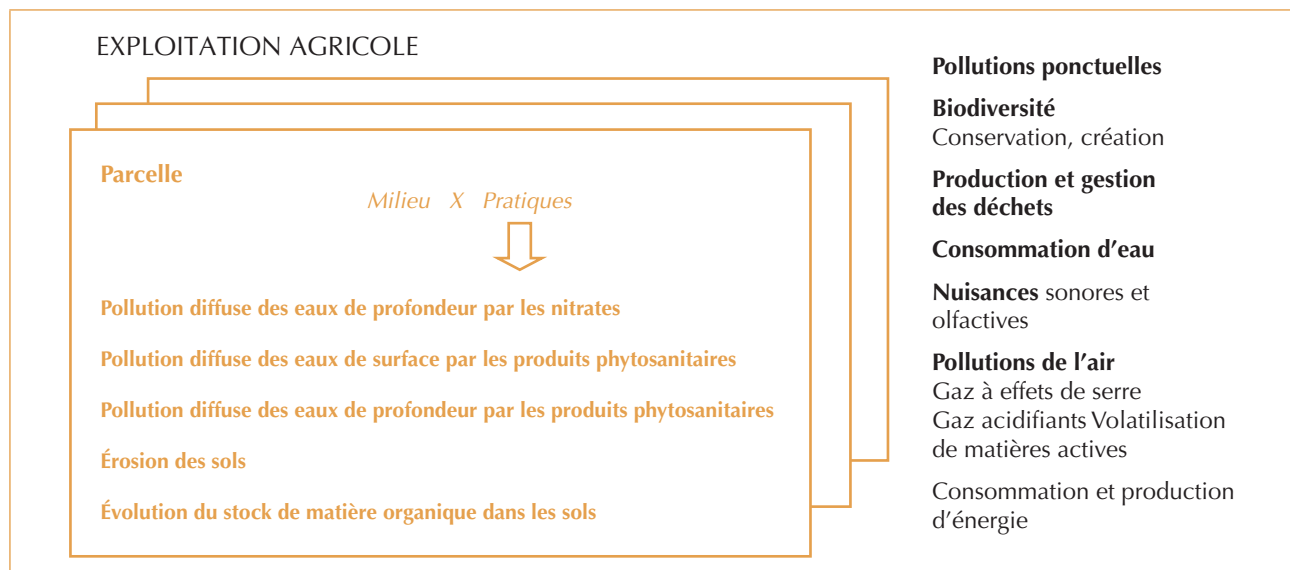 EXPLOITATION AGRICOLE
Parcelle
Milieu X Pratiques
Pollution diffuse des eaux de profondeur par les nitrates
Pollution diffuse des eaux de surface par les produits phytosanitaires
Pollution diffuse des eaux de profondeur par les produits phytosanitaires
Érosion des sols
Évolution du stock de matière organique dans les sols
Pollutions ponctuelles
Biodiversité
Conservation, création
Production et gestion
des déchets
Consommation d’eau
Nuisances sonores et
olfactives
Pollutions de l’air
Gaz à effets de serre
Gaz acidifiants Volatilisation
de matières actives
Consommation et production
d’énergie